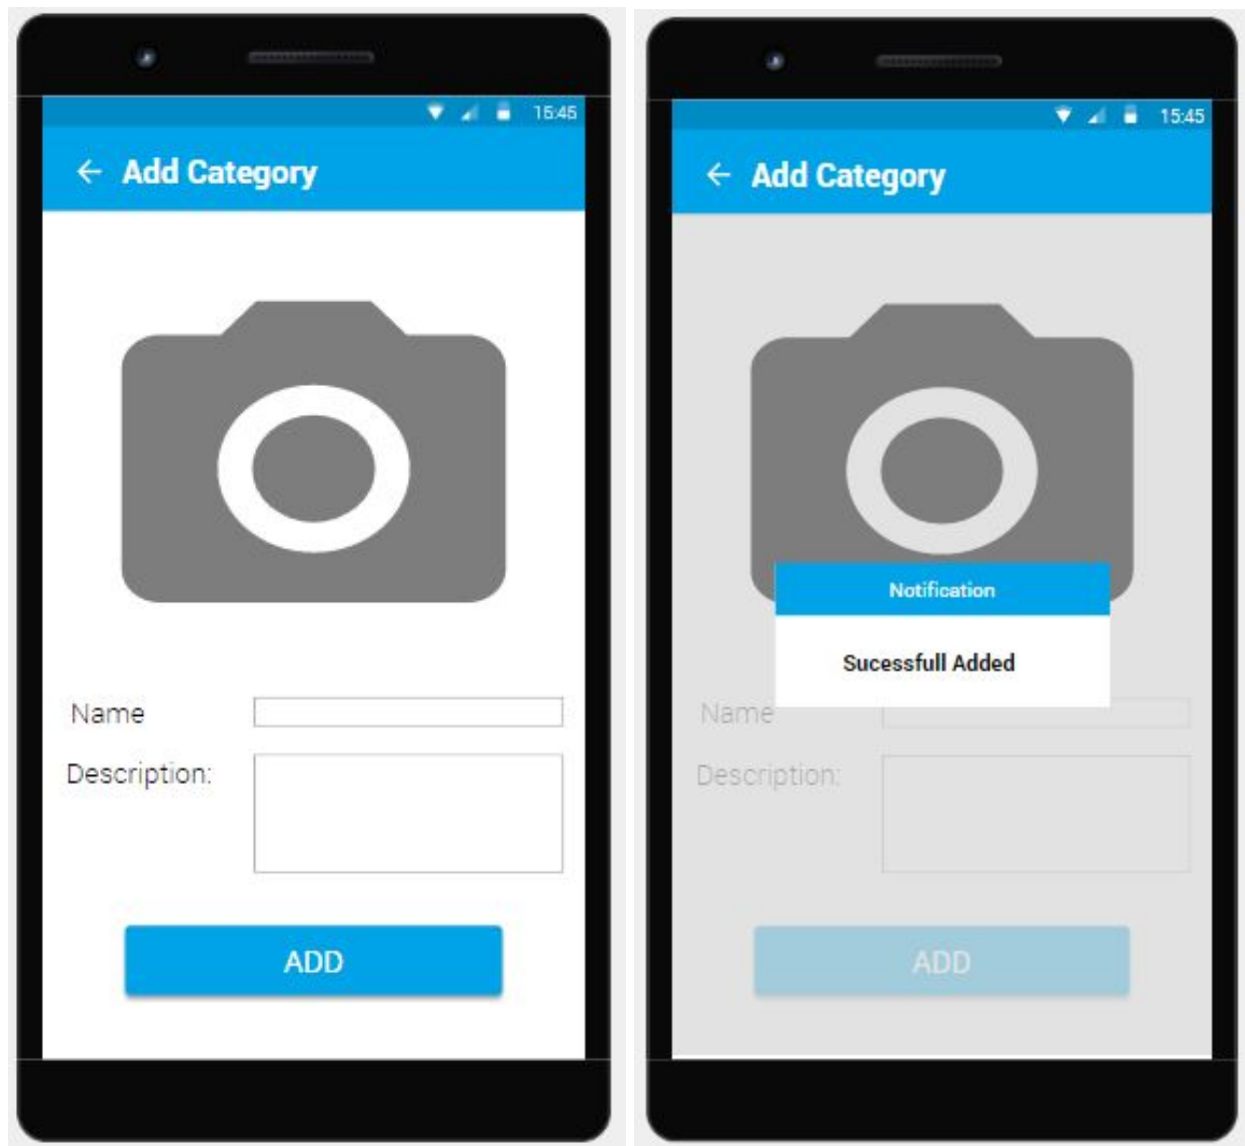 15:45
Add Category
Name
Description:
ADD
15:45
Add Category
Notification
Sucessfull Added
Name
Description:
ADD